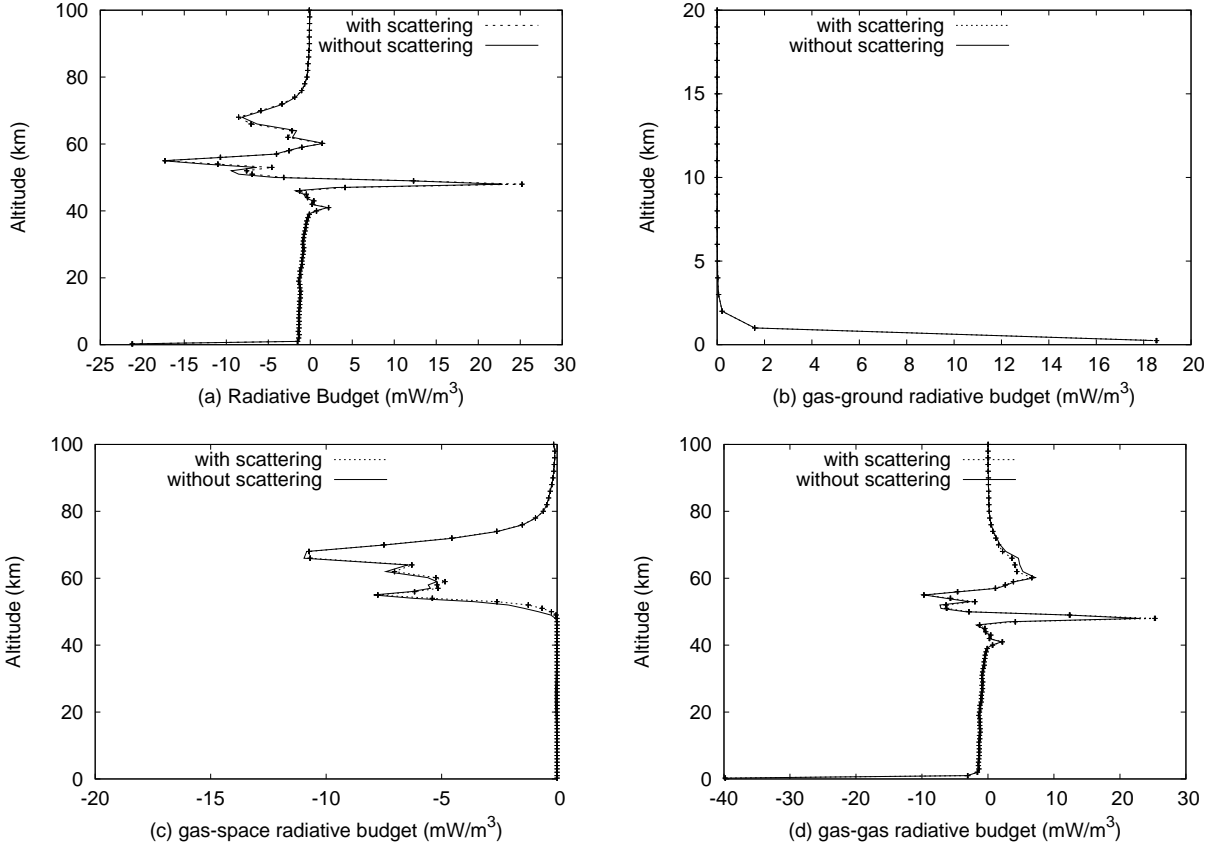 100
80
60
40
20
0
-25 -20 -15 -10 -5 0 5 10 15 20 25 30
Altitude (km)
(a) Radiative Budget (mW/m³)
with scattering
without scattering
20
15
10
5
0
0 2 4 6 8 10 12 14 16 18 20
Altitude (km)
(b) gas-ground radiative budget (mW/m³)
with scattering
without scattering
100
80
60
40
20
0
-20 -15 -10 -5 0
Altitude (km)
(c) gas-space radiative budget (mW/m³)
with scattering
without scattering
100
80
60
40
20
0
-40 -30 -20 -10 0 10 20 30
Altitude (km)
(d) gas-gas radiative budget (mW/m³)
with scattering
without scattering